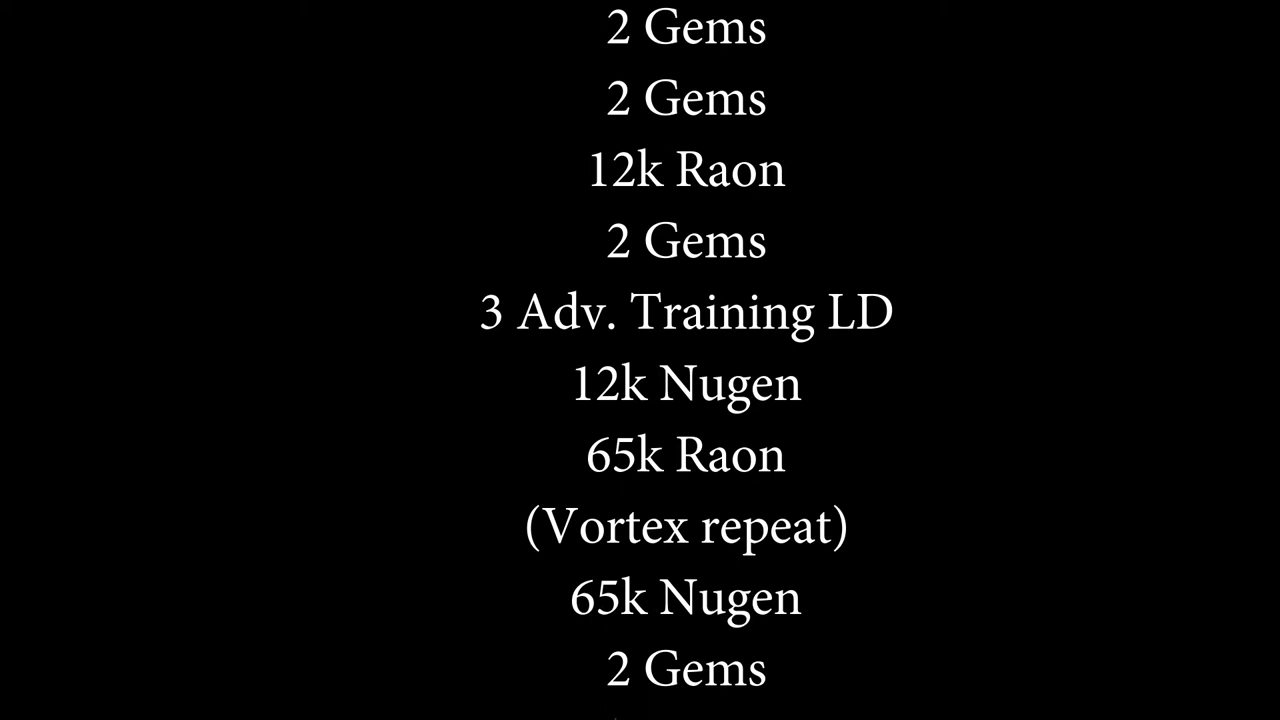 2 Gems
2 Gems
12k Raon
2 Gems
3 Adv. Training LD
12k Nugen
65k Raon
(Vortex repeat)
65k Nugen
2 Gems